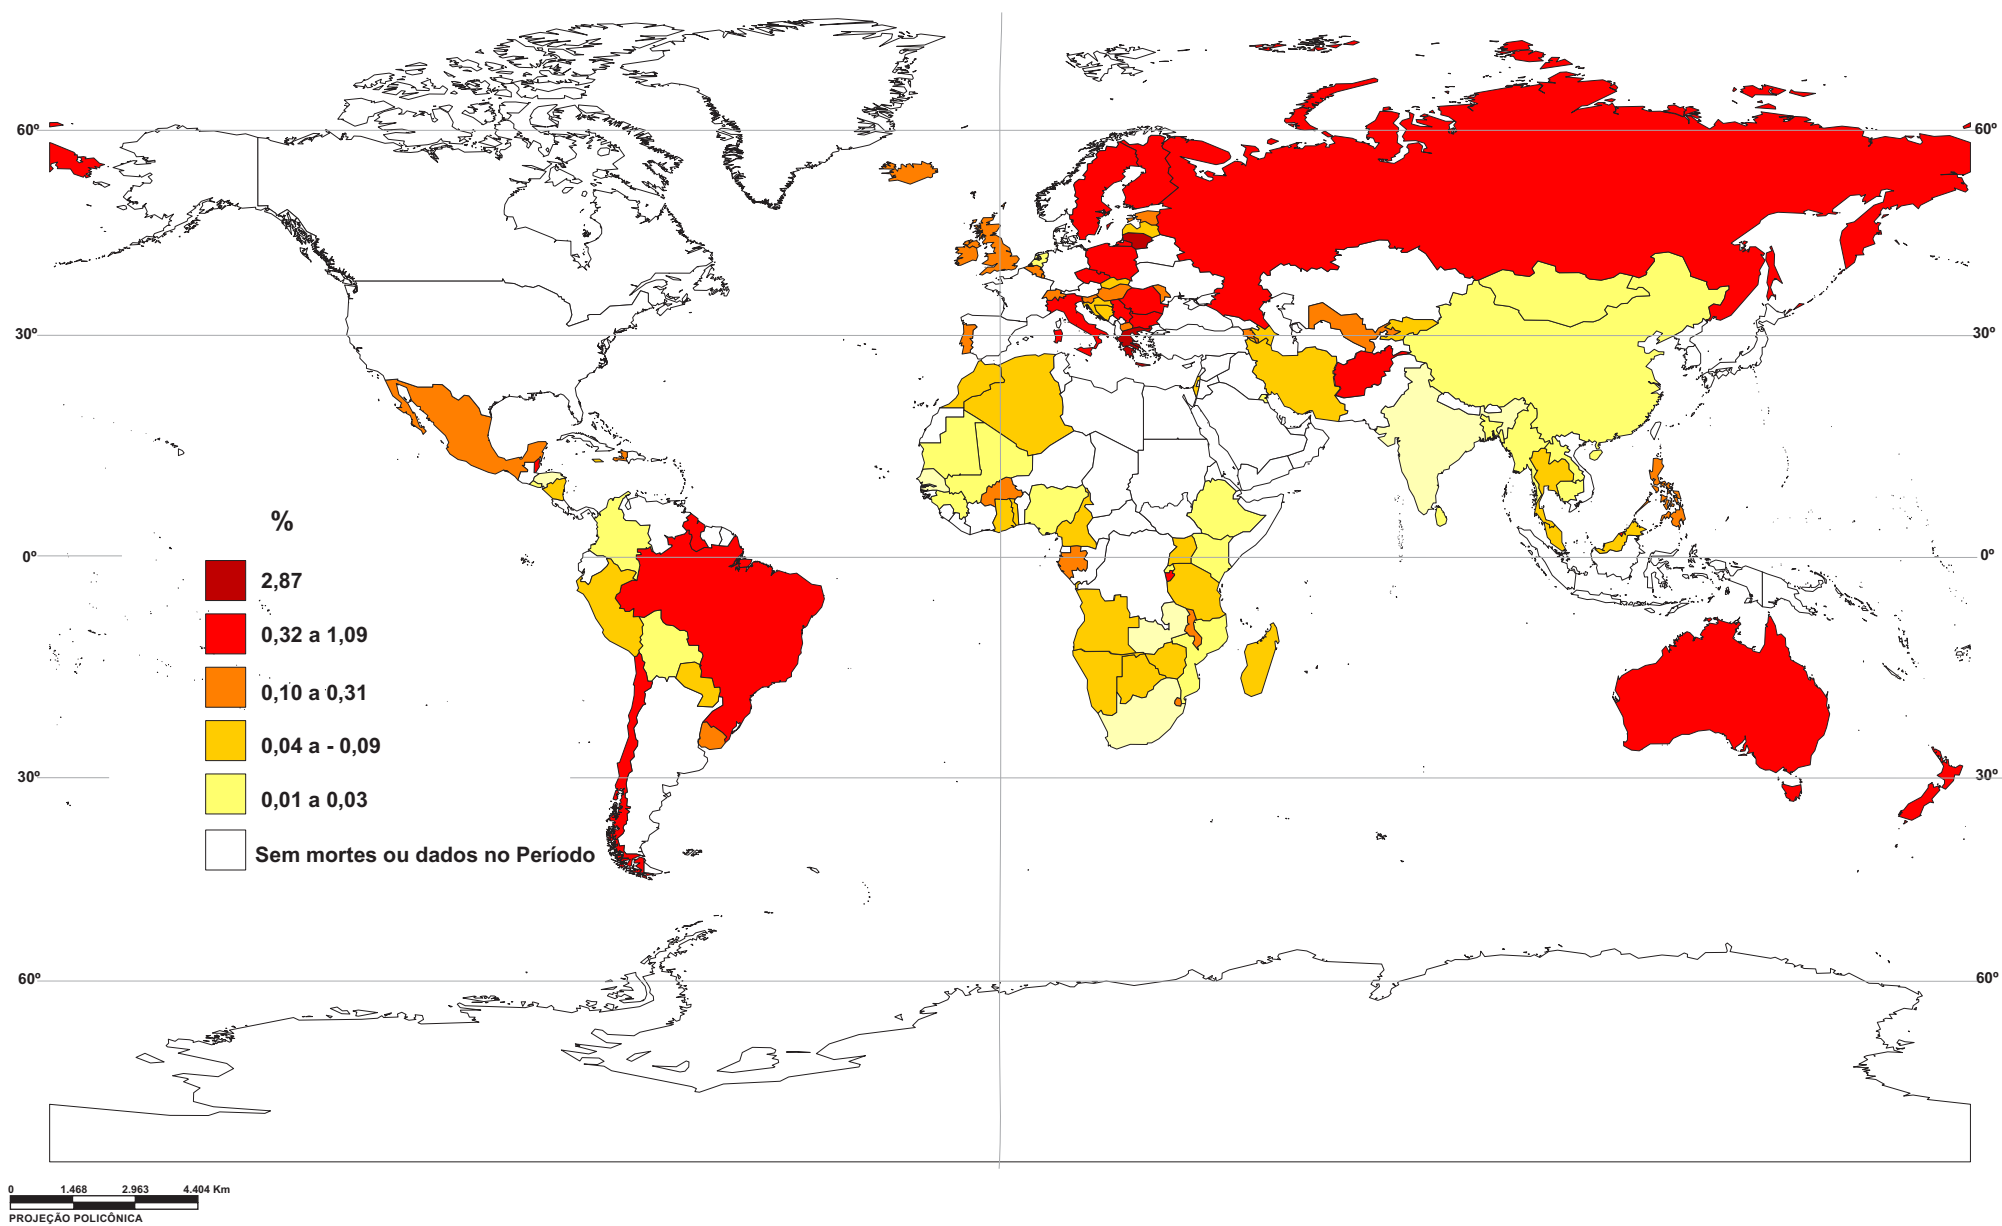 60º 60º
30º 30º
%
0º 0º
2,87
0,32 a 1,09
0,10 a 0,31
0,04 a - 0,09
30º 30º
0,01 a 0,03
Sem mortes ou dados no Período
60º 60º
0 1.468 2.963 4.404 Km
PROJEÇÃO POLICÔNICA